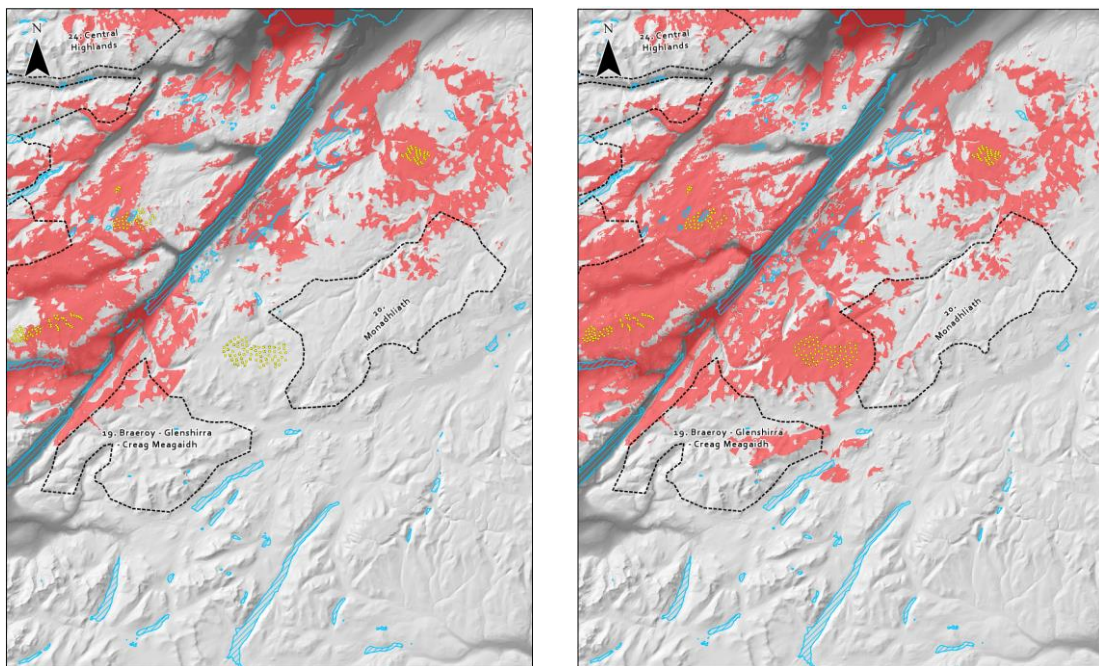 N
24. Central
Highlands
20.
Monadhliath
19. Braeroy - Glenshirra
- Creag Meagaidh
N
24. Central
Highlands
20.
Monadhliath
19. Braeroy - Glenshirra
- Creag Meagaidh